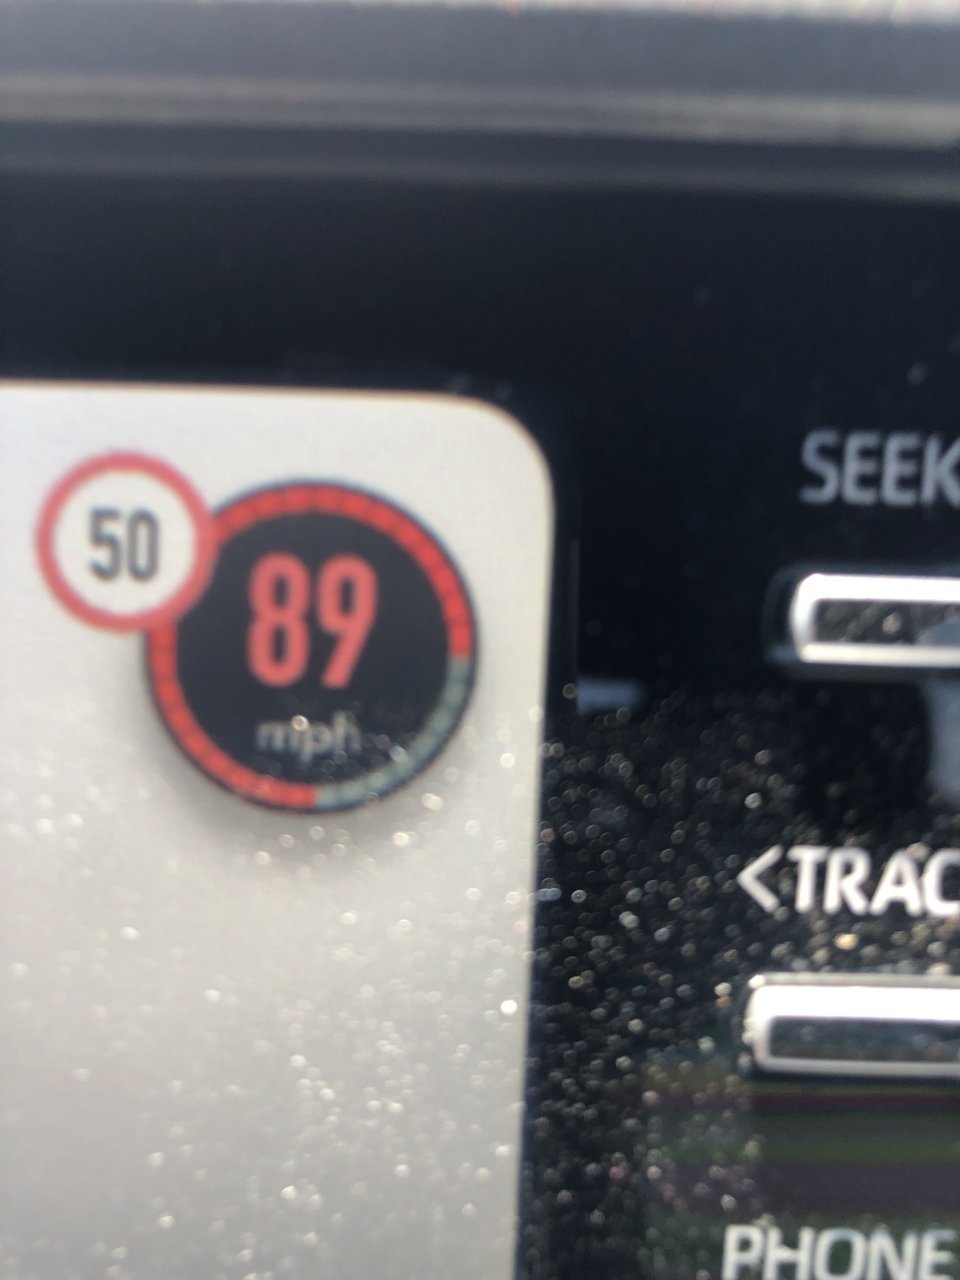 50
89
mph
SEEK
<TRAC
PHONE